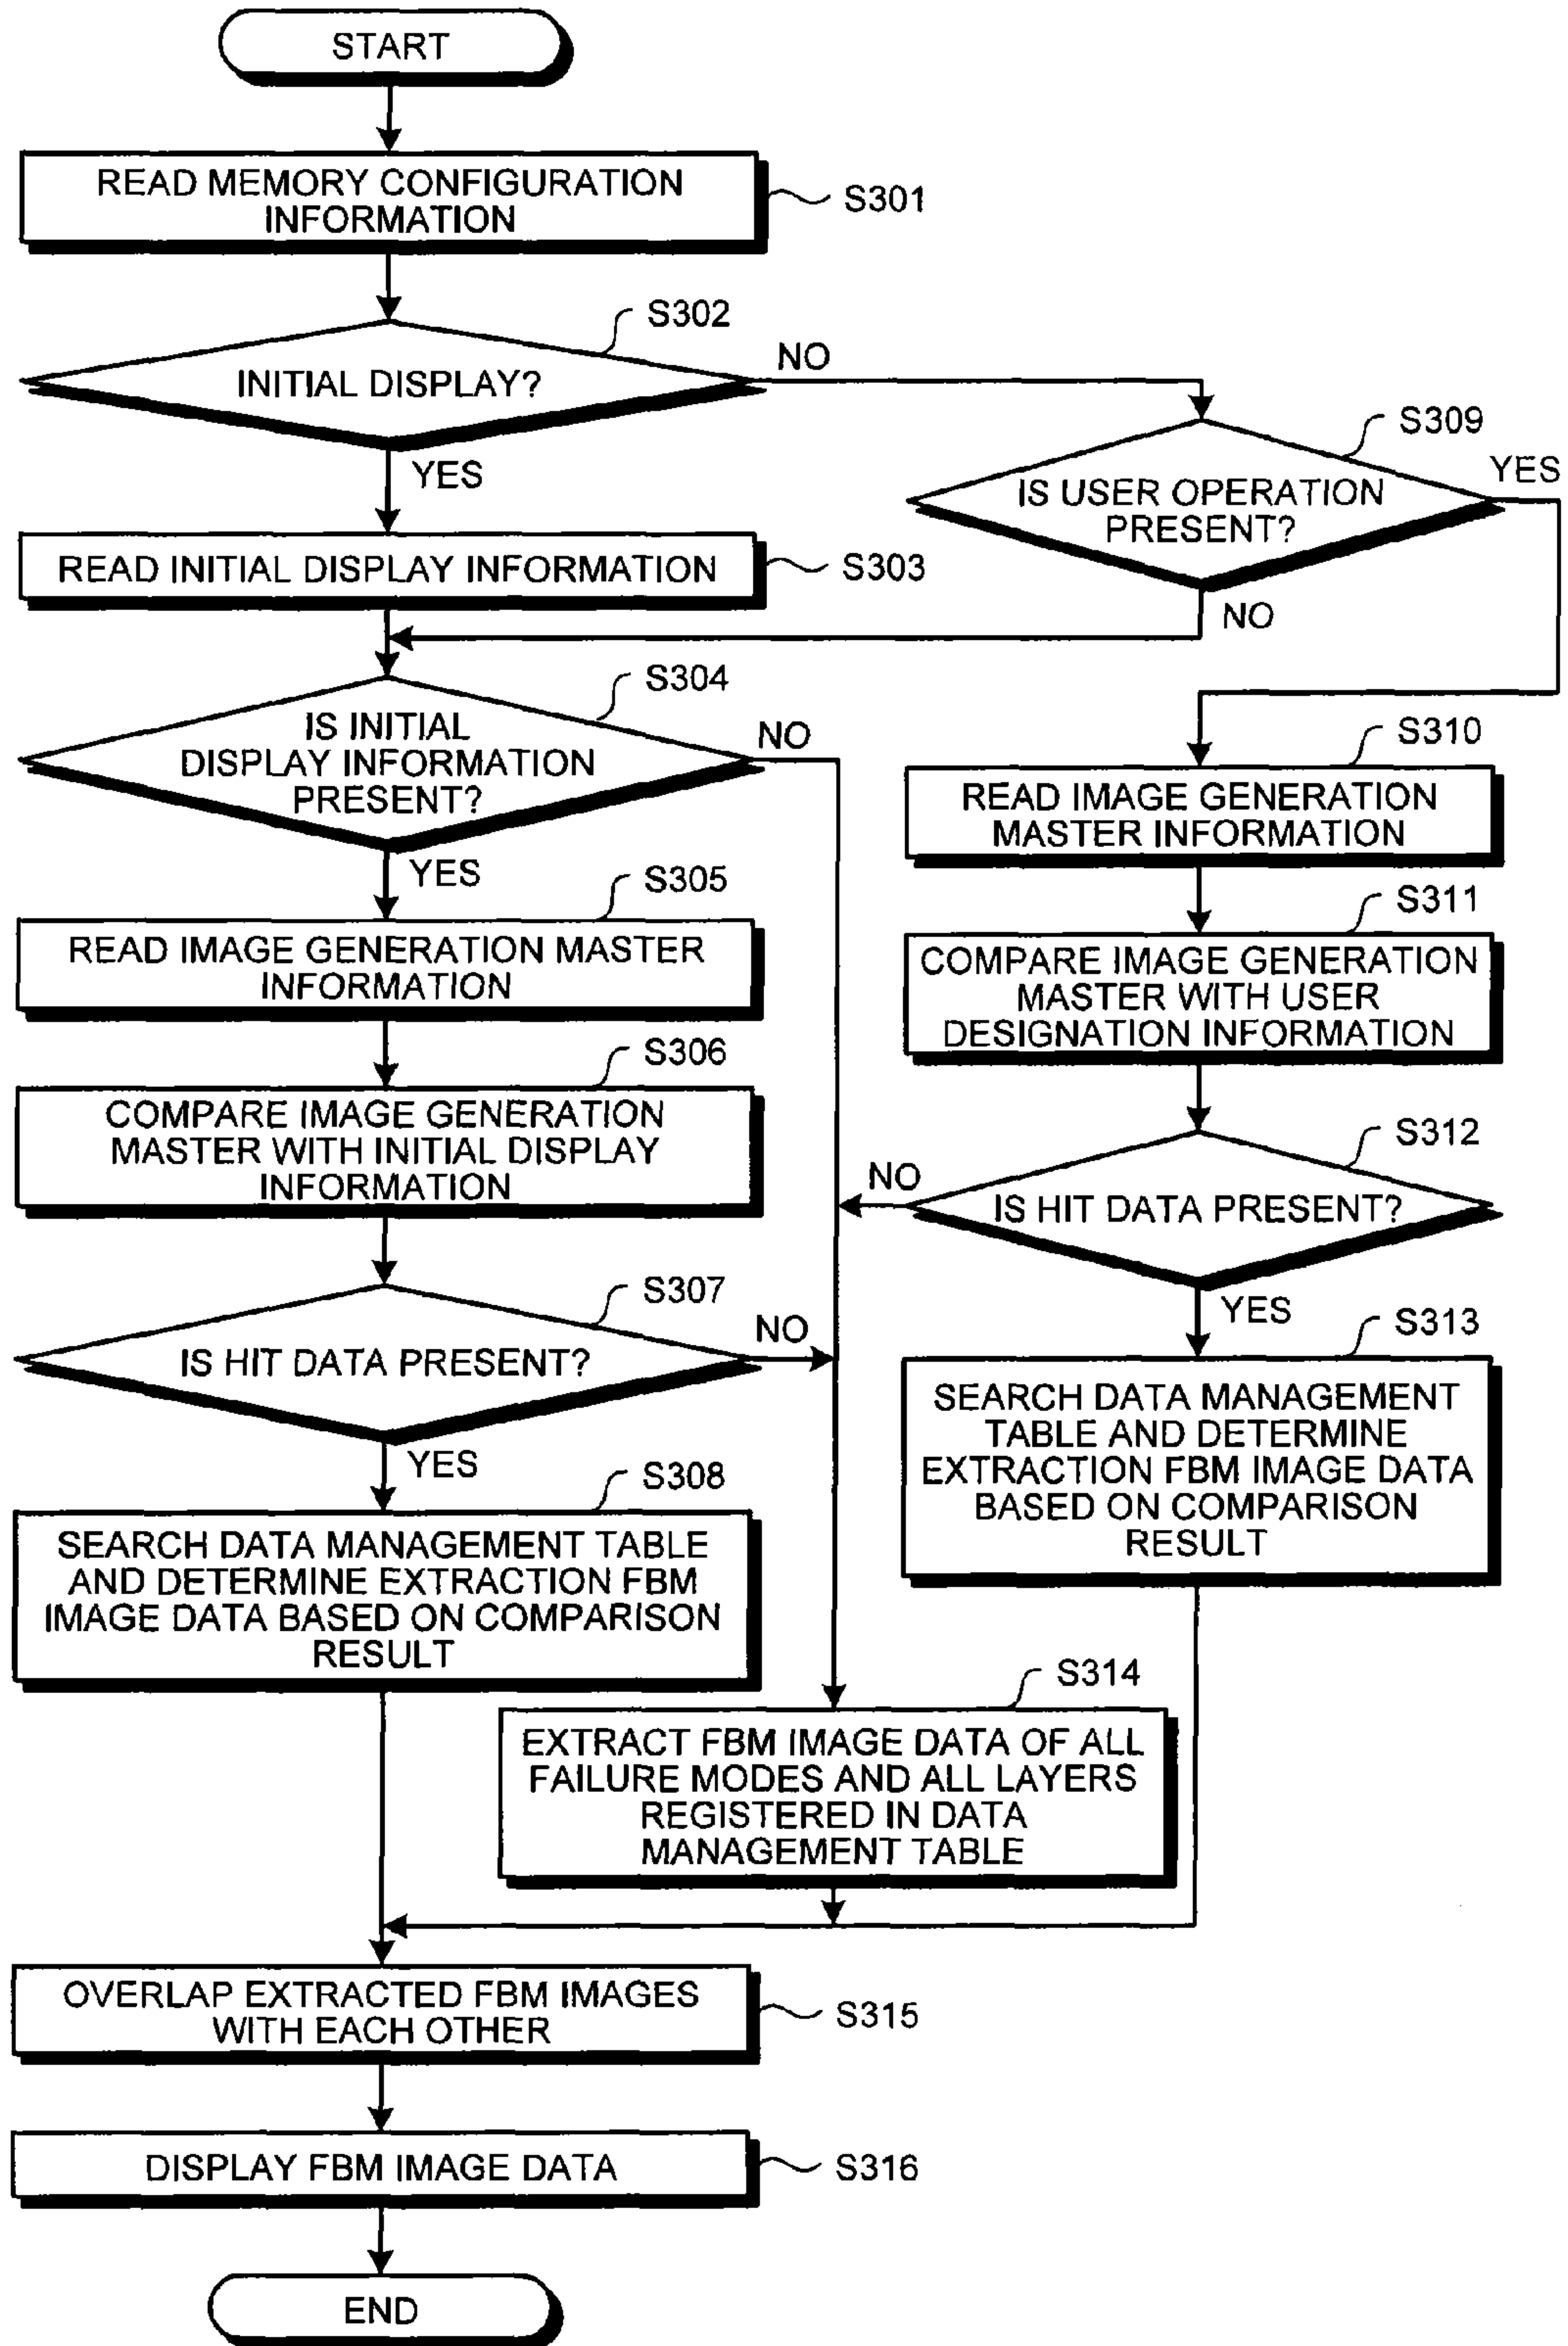 START
READ MEMORY CONFIGURATION
INFORMATION
S301
S302
INITIAL DISPLAY?
NO
YES
S309
IS USER OPERATION
PRESENT?
YES
NO
READ INITIAL DISPLAY INFORMATION
S303
S304
IS INITIAL
DISPLAY INFORMATION
PRESENT?
NO
YES
S310
READ IMAGE GENERATION
MASTER INFORMATION
S305
READ IMAGE GENERATION MASTER
INFORMATION
S311
COMPARE IMAGE GENERATION
MASTER WITH USER
DESIGNATION INFORMATION
S306
COMPARE IMAGE GENERATION
MASTER WITH INITIAL DISPLAY
INFORMATION
S312
NO
IS HIT DATA PRESENT?
YES
S307
IS HIT DATA PRESENT?
NO
YES
S313
SEARCH DATA MANAGEMENT
TABLE AND DETERMINE
EXTRACTION FBM IMAGE DATA
BASED ON COMPARISON
RESULT
S308
SEARCH DATA MANAGEMENT TABLE
AND DETERMINE EXTRACTION FBM
IMAGE DATA BASED ON COMPARISON
RESULT
S314
EXTRACT FBM IMAGE DATA OF ALL
FAILURE MODES AND ALL LAYERS
REGISTERED IN DATA
MANAGEMENT TABLE
OVERLAP EXTRACTED FBM IMAGES
WITH EACH OTHER
S315
DISPLAY FBM IMAGE DATA
S316
END